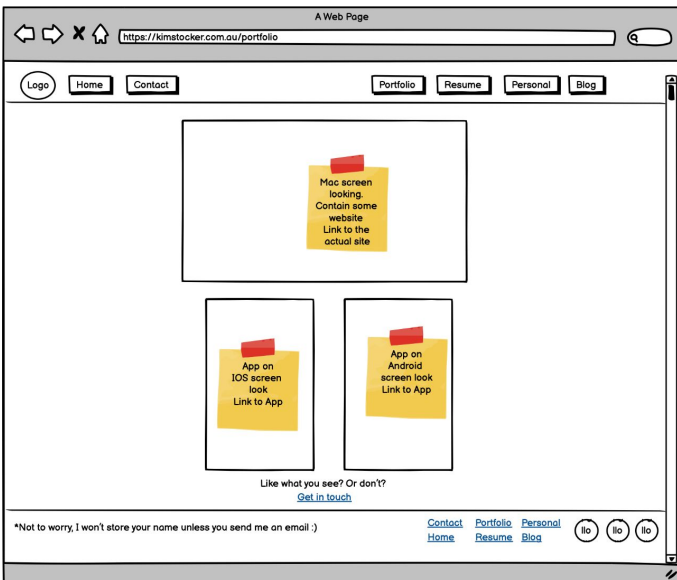 A Web Page
https://kimstocker.com.au/portfolio
Logo Home Contact Portfolio Resume Personal Blog
Mac screen
looking.
Contain some
website
Link to the
actual site
App on
IOS screen
look
Link to App
App on
Android
screen look
Link to App
Like what you see? Or don't?
Get in touch
*Not to worry, I won't store your name unless you send me an email :)
Contact Portfolio Personal
Home Resume Blog
llo llo llo